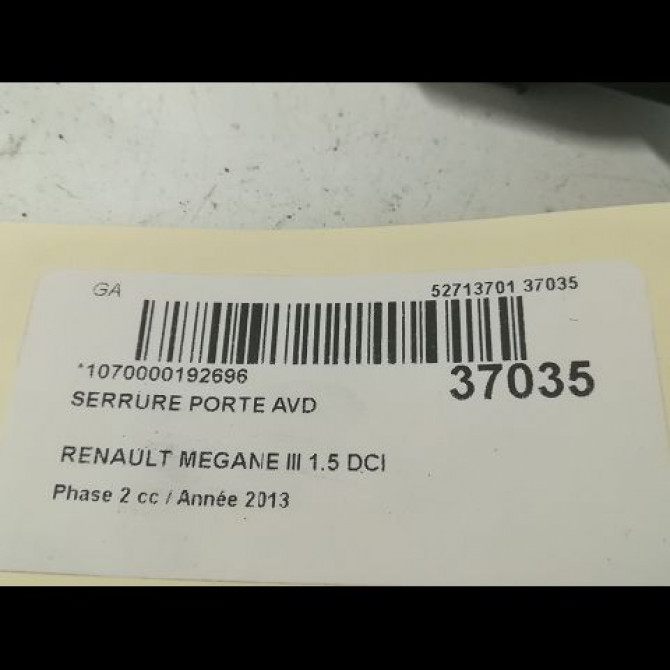 GA 52713701 37035
*1070000192696 37035
SERRURE PORTE AVD
RENAULT MEGANE III 1.5 DCI
Phase 2 cc / Année 2013